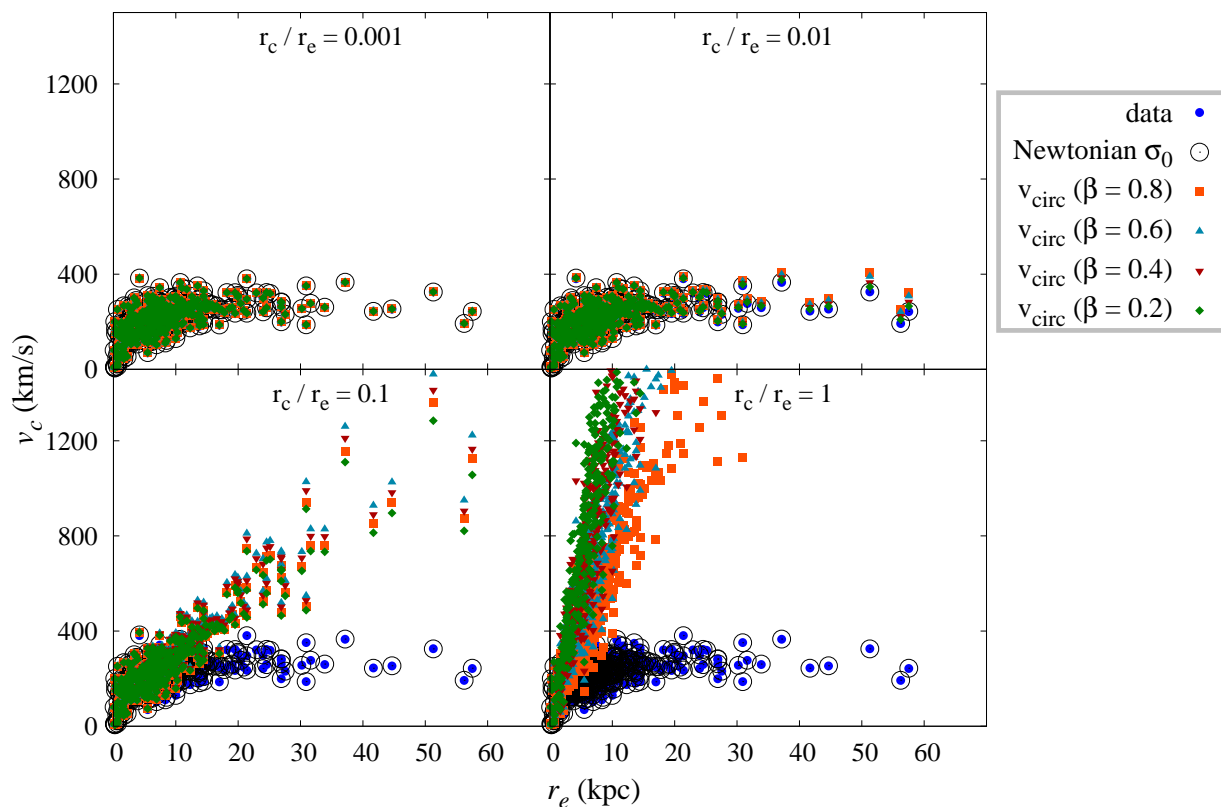 r_c / r_e = 0.001
r_c / r_e = 0.01
1200
800
400
0
v_c (km/s)
r_c / r_e = 0.1
r_c / r_e = 1
1200
800
400
0
0 10 20 30 40 50 60
0 10 20 30 40 50 60
r_e (kpc)
data
Newtonian σ_0
v_circ (β = 0.8)
v_circ (β = 0.6)
v_circ (β = 0.4)
v_circ (β = 0.2)